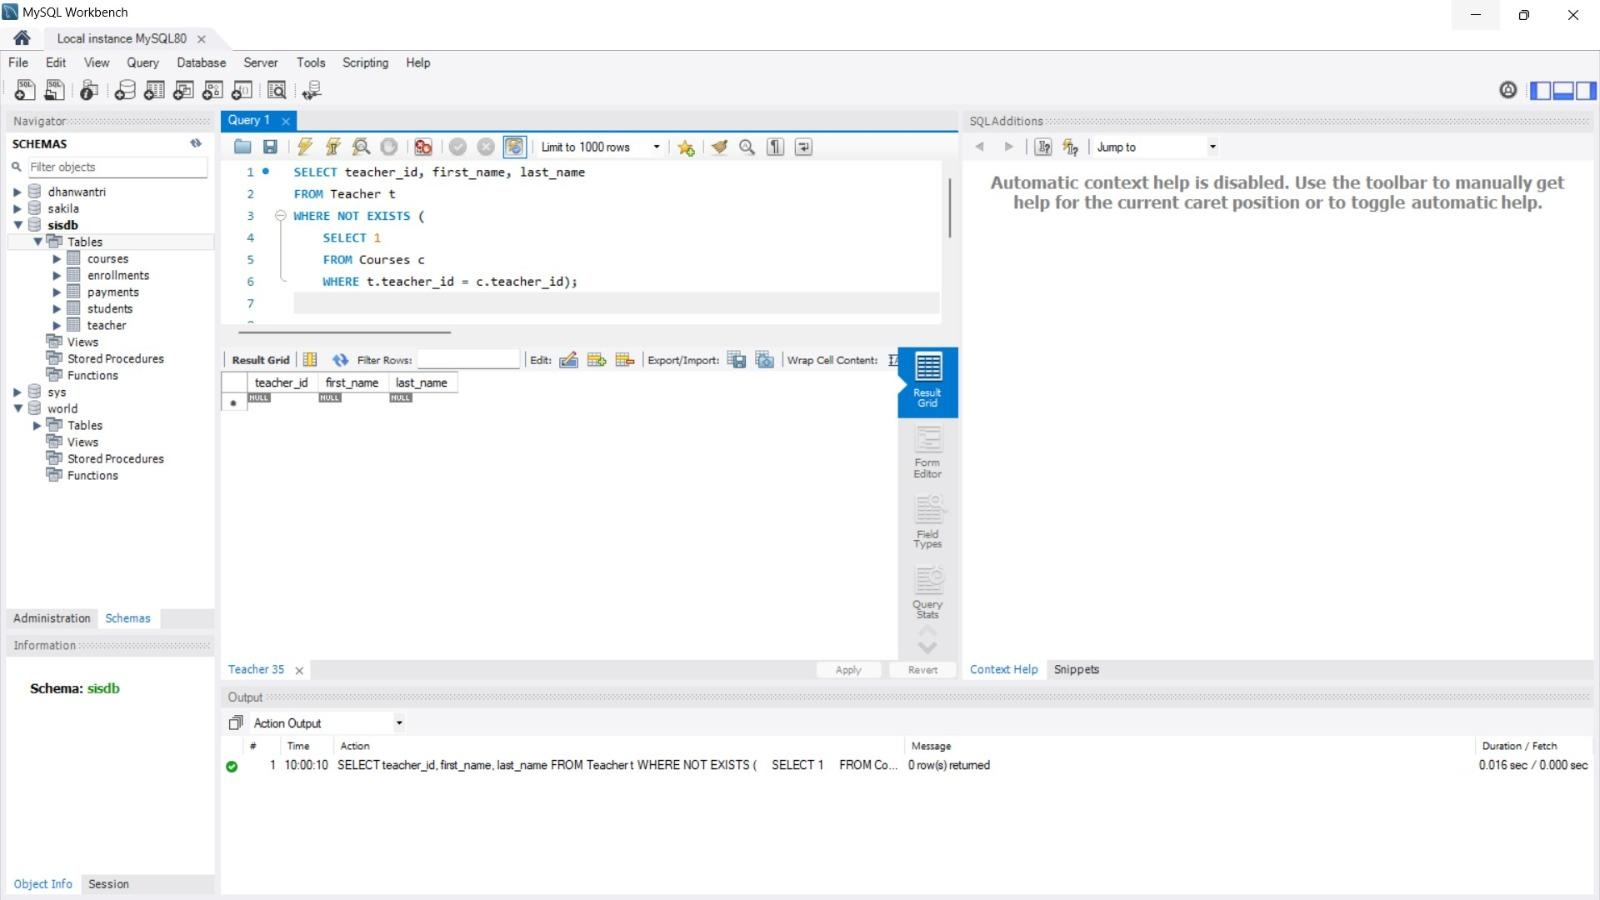 MySQL Workbench
Local instance MySQL80
File Edit View Query Database Server Tools Scripting Help
Navigator
SCHEMAS
Filter objects
dhanwantri
sakila
sisdb
Tables
courses
enrollments
payments
students
teacher
Views
Stored Procedures
Functions
sys
world
Tables
Views
Stored Procedures
Functions
Administration Schemas
Information
Schema: sisdb
Object Info Session
Query 1
Limit to 1000 rows
1 SELECT teacher_id, first_name, last_name
2 FROM Teacher t
3 WHERE NOT EXISTS (
4 SELECT 1
5 FROM Courses c
6 WHERE t.teacher_id = c.teacher_id);
7
Result Grid Filter Rows: Edit: Export/Import: Wrap Cell Content:
teacher_id first_name last_name
NULL NULL NULL
Result
Grid
Form
Editor
Field
Types
Query
Stats
Teacher 35
Apply Revert
SQLAdditions
Jump to
Automatic context help is disabled. Use the toolbar to manually get
help for the current caret position or to toggle automatic help.
Context Help Snippets
Output
Action Output
# Time Action Message Duration / Fetch
1 10:00:10 SELECT teacher_id, first_name, last_name FROM Teacher t WHERE NOT EXISTS ( SELECT 1 FROM Co... 0 row(s) returned 0.016 sec / 0.000 sec